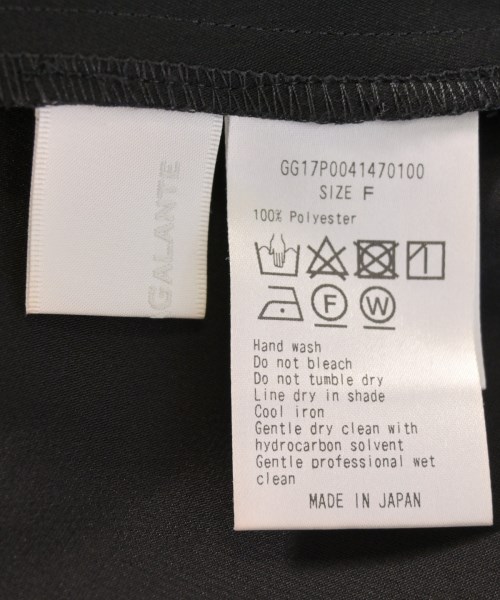 GALANTE
GG17P0041470100
SIZE F
100% Polyester
F
W
Hand wash
Do not bleach
Do not tumble dry
Line dry in shade
Cool iron
Gentle dry clean with
hydrocarbon solvent
Gentle professional wet
clean
MADE IN JAPAN